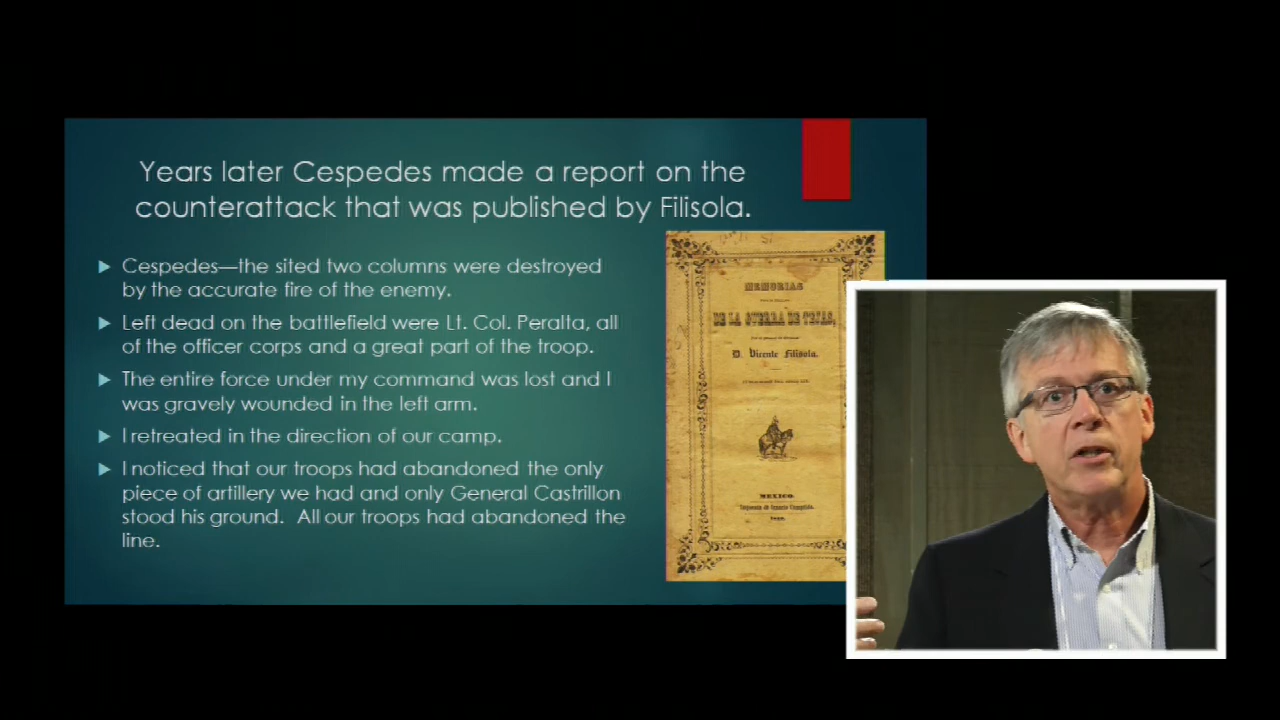 Years later Cespedes made a report on the
counterattack that was published by Filisola.
Cespedes—the sited two columns were destroyed
by the accurate fire of the enemy.
Left dead on the battlefield were Lt. Col. Peralta, all
of the officer corps and a great part of the troop.
The entire force under my command was lost and I
was gravely wounded in the left arm.
I retreated in the direction of our camp.
I noticed that our troops had abandoned the only
piece of artillery we had and only General Castrillon
stood his ground. All our troops had abandoned the
line.
MEMORIAS
DE LA GUERRA DE TEJAS,
D. Vicente Filisola.
MEXICO.